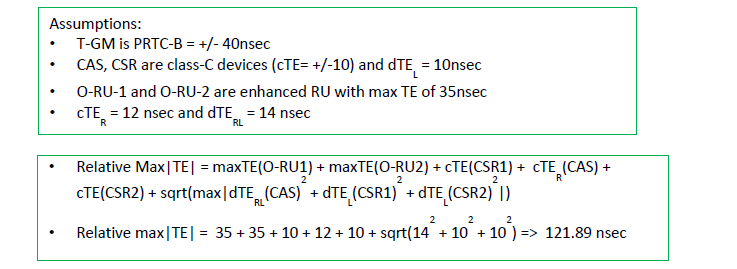 Assumptions:
• T-GM is PRTC-B = +/- 40nsec
• CAS, CSR are class-C devices (cTE= +/-10) and dTE_L = 10nsec
• O-RU-1 and O-RU-2 are enhanced RU with max TE of 35nsec
• cTE_R = 12 nsec and dTE_RL = 14 nsec
• Relative Max|TE| = maxTE(O-RU1) + maxTE(O-RU2) + cTE(CSR1) + cTE_R(CAS) +
cTE(CSR2) + sqrt(max|dTE_RL(CAS)^2 + dTE_L(CSR1)^2 + dTE_L(CSR2)^2|)
• Relative max|TE| = 35 + 35 + 10 + 12 + 10 + sqrt(14^2 + 10^2 + 10^2) => 121.89 nsec